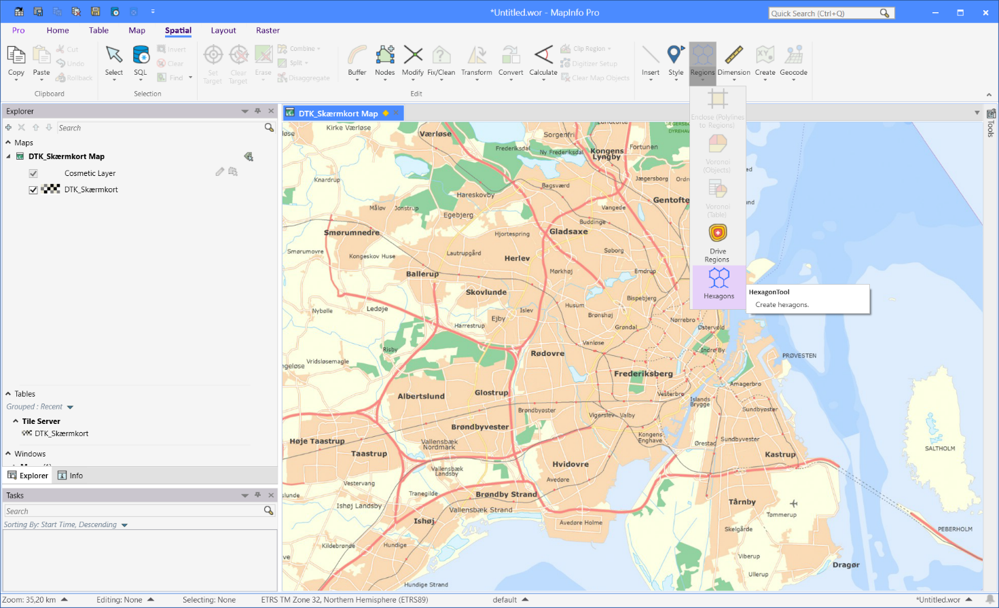 *Untitled.wor - MapInfo Pro
Quick Search (Ctrl+Q)
Pro Home Table Map Spatial Layout Raster
Copy
Paste
Cut
Undo
Rollback
Clipboard
Select
SQL
Invert
Clear
Find
Selection
Set Target
Clear Target
Erase
Combine
Split
Disaggregate
Buffer
Nodes
Modify
Fix/Clean
Transform
Convert
Calculate
Clip Region
Digitizer Setup
Clear Map Objects
Edit
Insert
Style
Regions
Dimension
Create
Geocode
Enclose (Polylines
to Regions)
Voronoi
(Objects)
Voronoi
(Table)
Drive
Regions
Hexagons
HexagonTool
Create hexagons.
Explorer
Search
Maps
DTK_Skærmkort Map
Cosmetic Layer
DTK_Skærmkort
Tables
Grouped : Recent
Tile Server
DTK_Skærmkort
Windows
Explorer
Info
Tasks
Search
Sorting By: Start Time, Descending
DTK_Skærmkort Map
Tools
løse
Kirke Værløse
Værløse
Sorgenfri
Frederiksdal
Ny Frederiksdal
Kongens
Lyngby
Fortunen
JÆGERSBO
DYREHAV
Knardrup
Bagsværd
Jægersborg
Ordru
ed
Hareskovby
Måløv
Jonstrup
Egebjerg
Vangede
Gentofte
and
Buddinge
Smørumnedre
Hjortespring
Gladsaxe
Smørumovre
Kongeskov Huse
Lautrupgård
Herlev
Søborg
Mørkhøj
Emdrup
Ballerup
Skovlunde
Bispebjerg
Ledøje
Nybølle
Islev
Husum
Ejby
Brønshøj
Nørrebro
Harrestrup
Grøndal
Østervold
Risby
Vanløse
Indre By
Rødovre
PRØVESTEN
Vridsløsemagle
ngeløse
Frederiksberg
Amagerbro
Albertslund
Glostrup
Vesterbro
Islands
Brygge
Brøndbyøster
Vigerslev
Valby
Sundbyøster
Brøndbyvester
Kongens
Enghave
Høje Taastrup
Vallensbæk
Nordmark
Ørestad
Sundbyvester
SALTHOLM
Taastrup
Kastrup
Hvidovre
Vallensbæk
Landsby
Avedøre
Vestervang
Tranegilde
Brøndby Strand
slunde
Ishøj Landsby
Vallensbæk Strand
Tårnby
Tømmerup
Ishøj
Avedøre Holme
Skelgårde
PEBERHOLM
Kildebrønde
Hundige
Viberup
Dragør
ve
Ullerup
Hundige Strand
Zoom: 35,20 km
Editing: None
Selecting: None
ETRS TM Zone 32, Northern Hemisphere (ETRS89)
default
*Untitled.wor